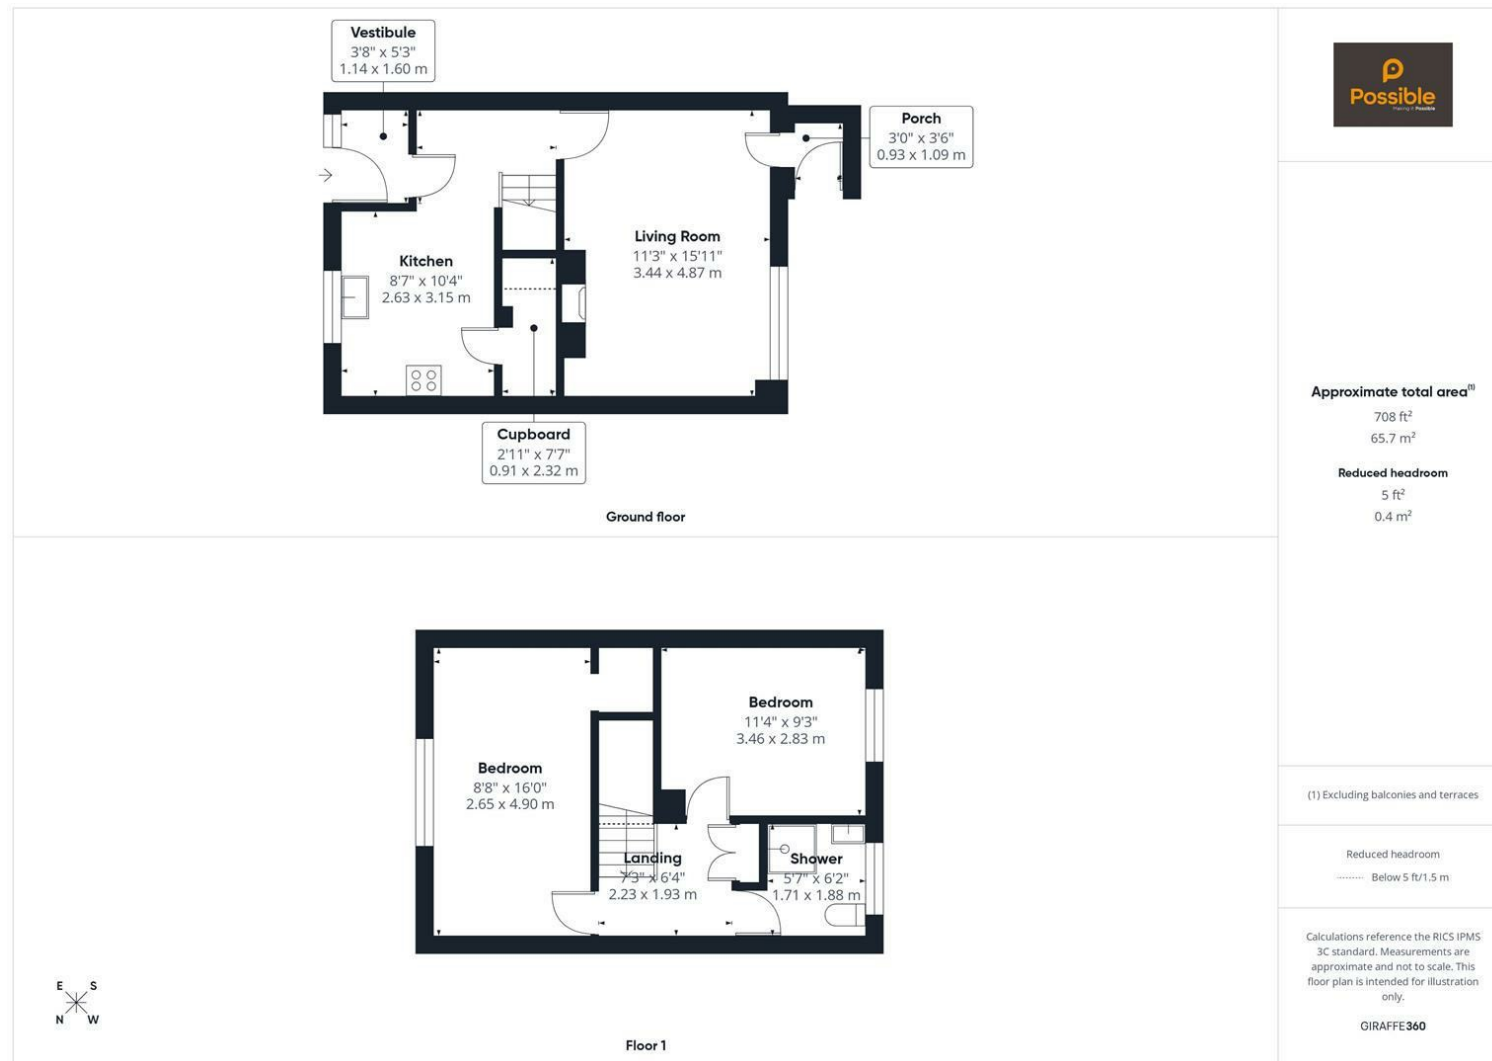 Vestibule
3'8" x 5'3"
1.14 x 1.60 m
Porch
3'0" x 3'6"
0.93 x 1.09 m
Living Room
11'3" x 15'11"
3.44 x 4.87 m
Kitchen
8'7" x 10'4"
2.63 x 3.15 m
Cupboard
2'11" x 7'7"
0.91 x 2.32 m
Ground floor
Bedroom
11'4" x 9'3"
3.46 x 2.83 m
Bedroom
8'8" x 16'0"
2.65 x 4.90 m
Landing
7'3" x 6'4"
2.23 x 1.93 m
Shower
5'7" x 6'2"
1.71 x 1.88 m
E S
N W
Floor 1
Possible
Approximate total area⁽¹⁾
708 ft²
65.7 m²
Reduced headroom
5 ft²
0.4 m²
(1) Excluding balconies and terraces
Reduced headroom
Below 5 ft/1.5 m
Calculations reference the RICS IPMS
3C standard. Measurements are
approximate and not to scale. This
floor plan is intended for illustration
only.
GIRAFFE360